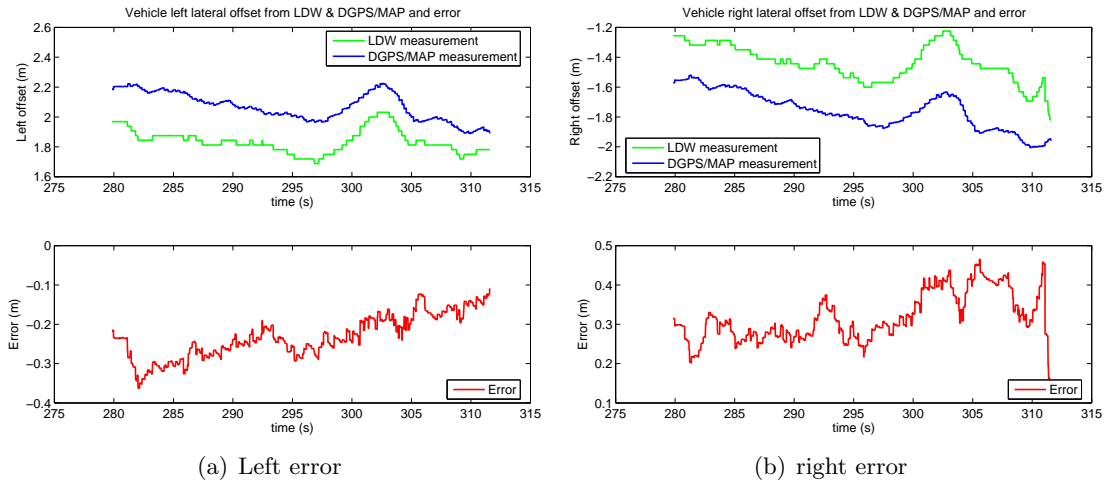 Vehicle left lateral offset from LDW & DGPS/MAP and error
2.6
2.4
2.2
2
1.8
1.6
Left offset (m)
LDW measurement
DGPS/MAP measurement
275 280 285 290 295 300 305 310 315
time (s)
0
−0.1
−0.2
−0.3
−0.4
Error (m)
Error
275 280 285 290 295 300 305 310 315
time (s)
(a) Left error
Vehicle right lateral offset from LDW & DGPS/MAP and error
−1.2
−1.4
−1.6
−1.8
−2
−2.2
Right offset (m)
LDW measurement
DGPS/MAP measurement
275 280 285 290 295 300 305 310 315
time (s)
0.5
0.4
0.3
0.2
0.1
Error (m)
Error
275 280 285 290 295 300 305 310 315
time (s)
(b) right error